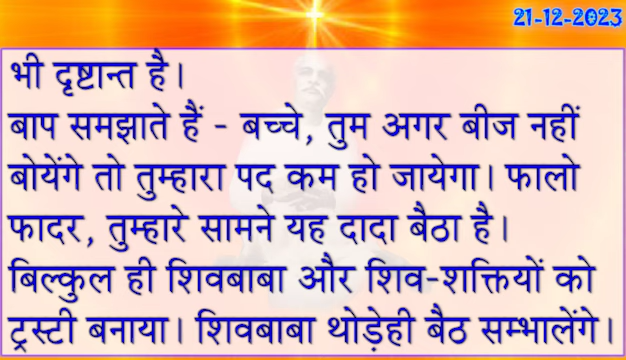 21-12-2023
भी दृष्टान्त है।
बाप समझाते हैं - बच्चे, तुम अगर बीज नहीं
बोयेंगे तो तुम्हारा पद कम हो जायेगा। फालो
फादर, तुम्हारे सामने यह दादा बैठा है।
बिल्कुल ही शिवबाबा और शिव-शक्तियों को
ट्रस्टी बनाया। शिवबाबा थोड़ेही बैठ सम्भालेंगे।